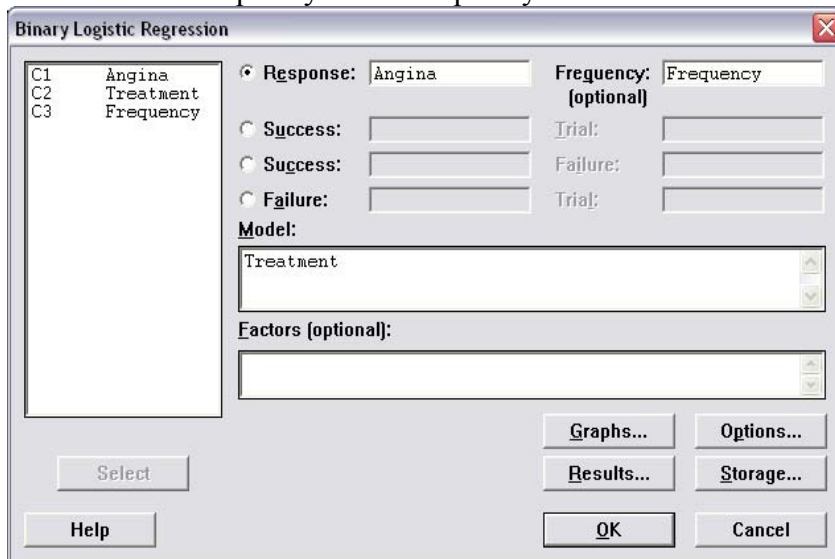 Binary Logistic Regression
C1 Angina
C2 Treatment
C3 Frequency
Response: Angina
Frequency: Frequency
(optional)
Success:
Trial:
Success:
Failure:
Failure:
Trial:
Model:
Treatment
Factors (optional):
Graphs...
Options...
Select
Results...
Storage...
Help
OK
Cancel